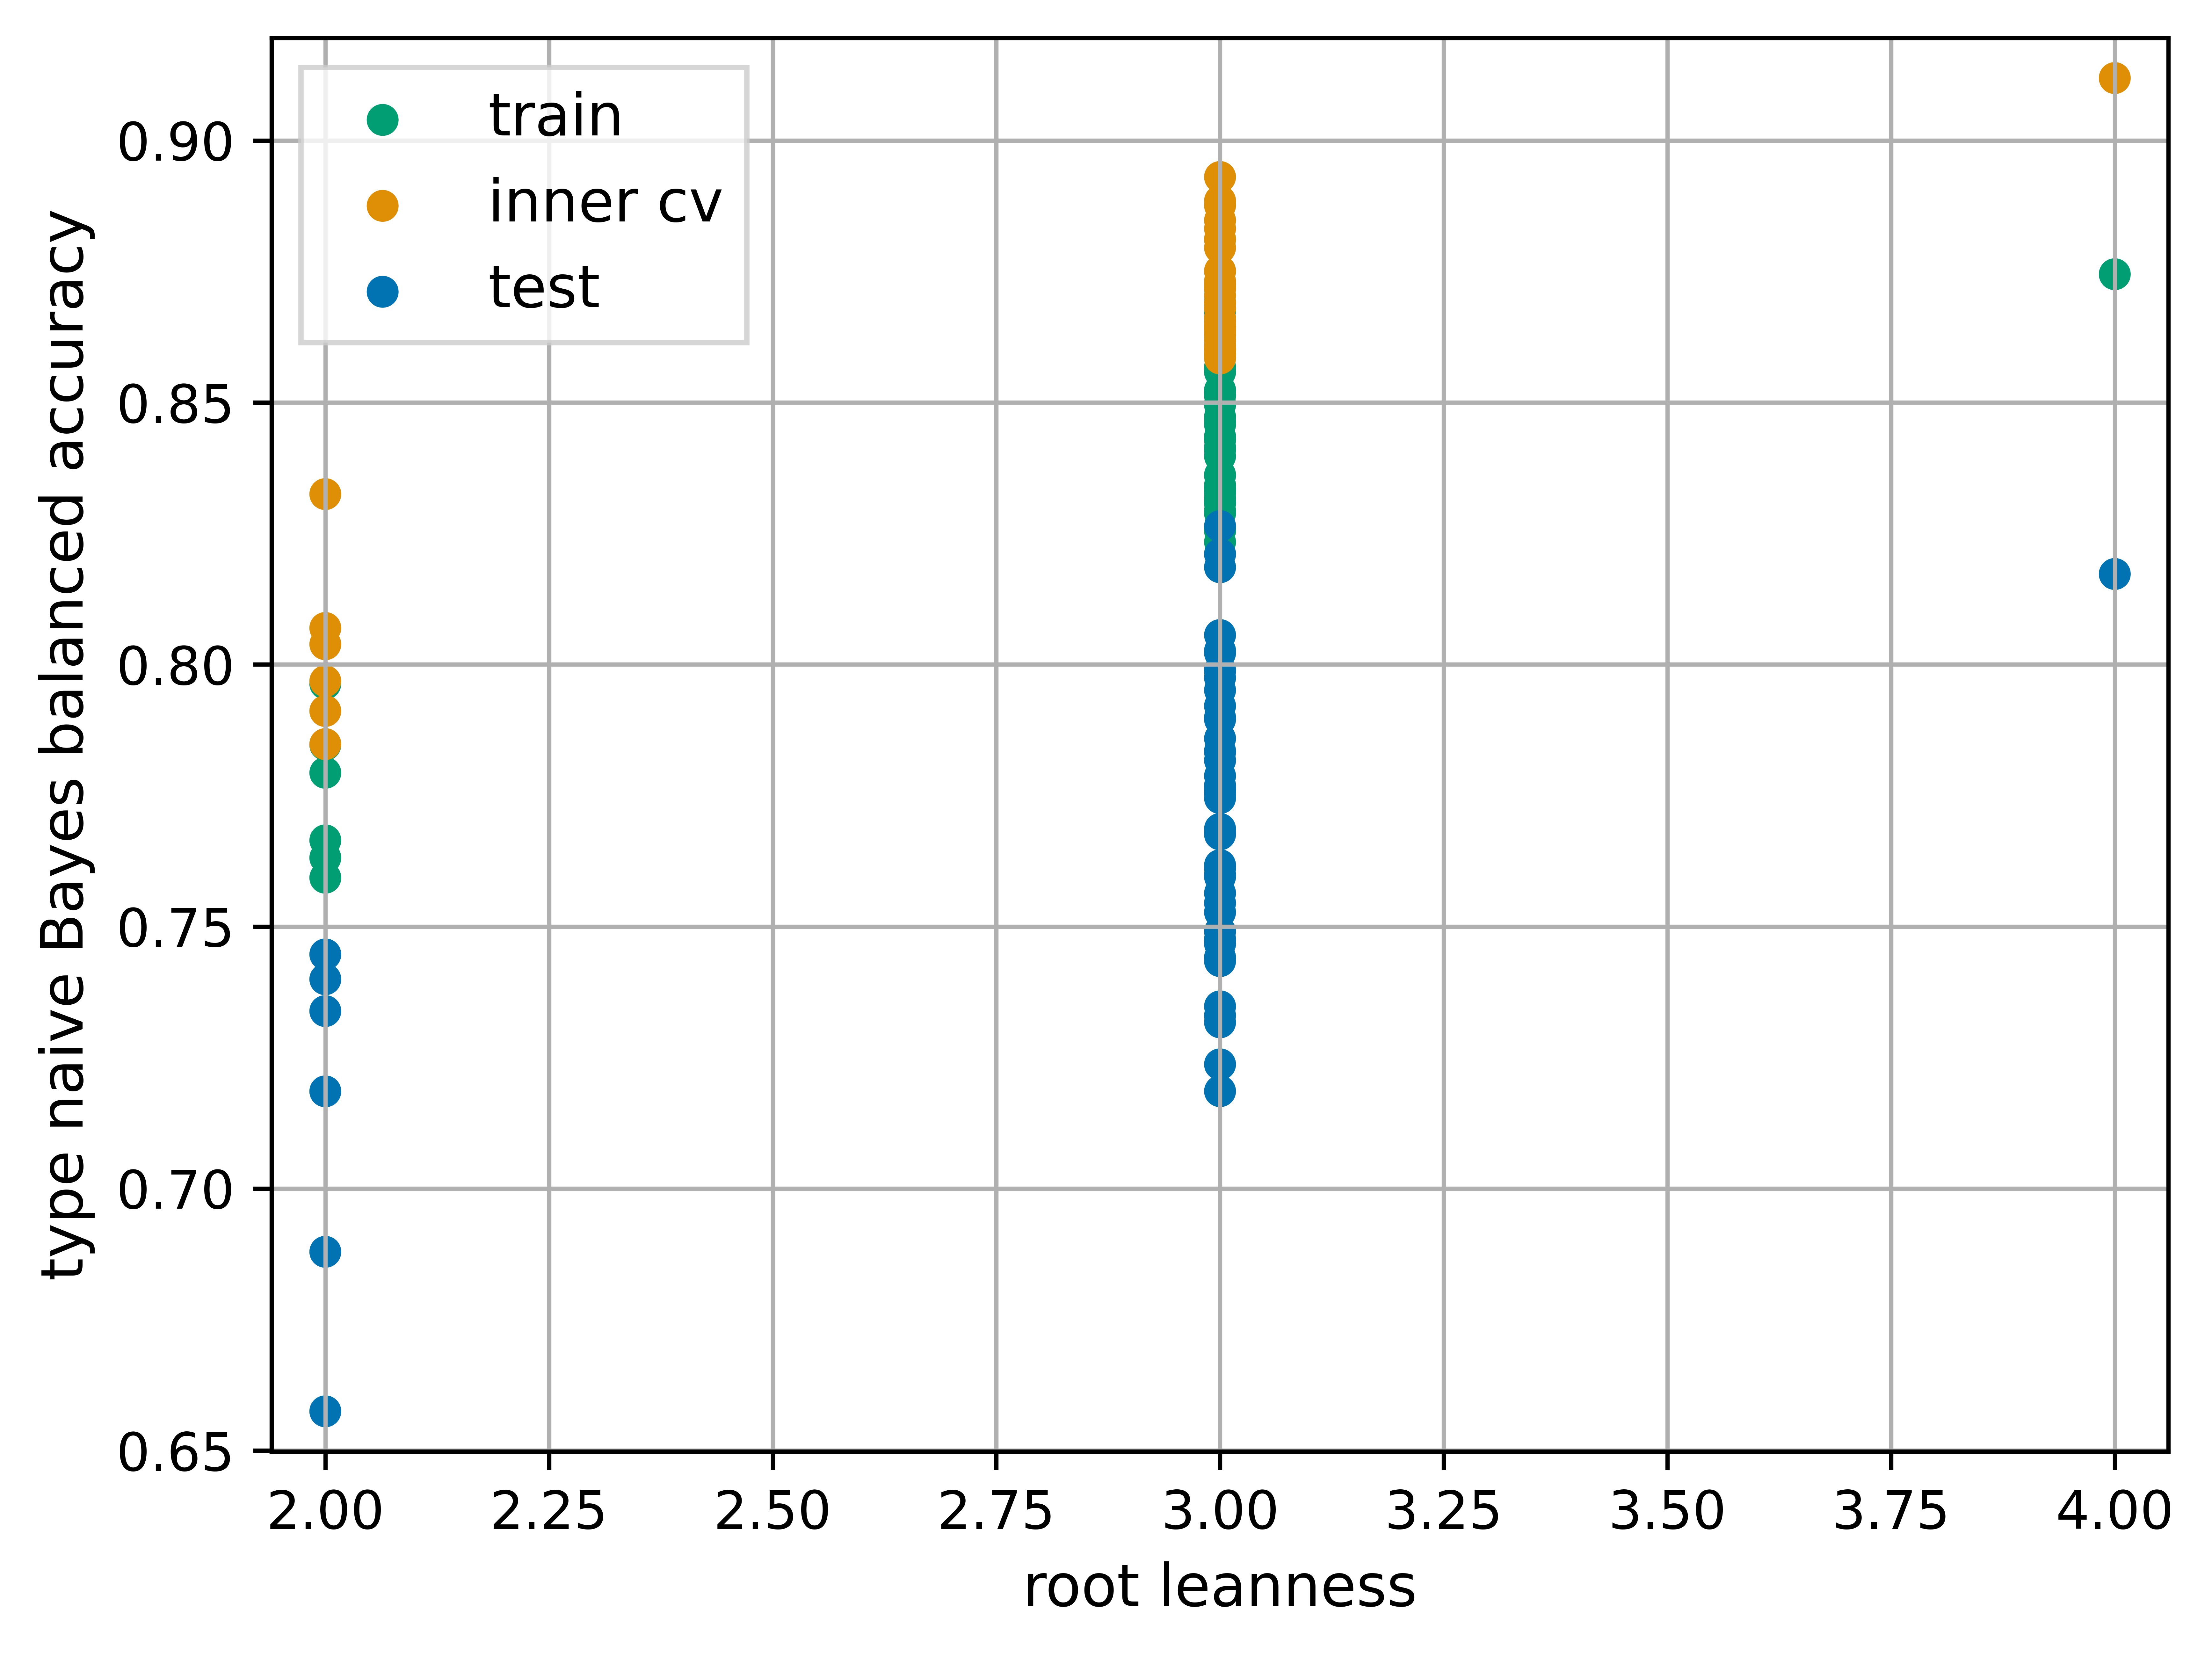 train
inner cv
test
0.90
0.85
0.80
0.75
0.70
0.65
type naive Bayes balanced accuracy
2.00 2.25 2.50 2.75 3.00 3.25 3.50 3.75 4.00
root leanness